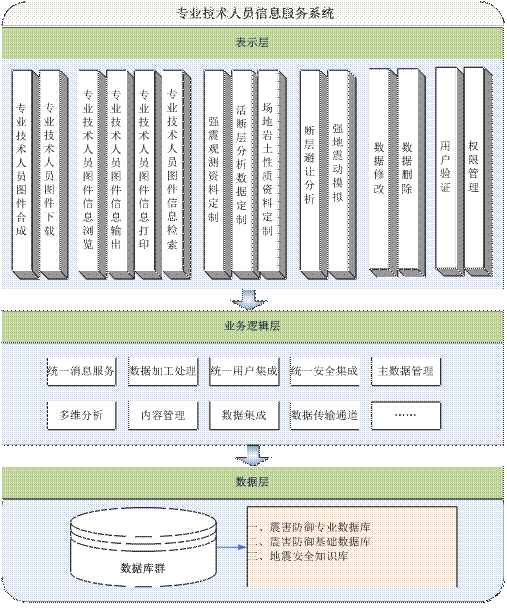 专业技术人员信息服务系统
表示层
专业技术人员图件合成
专业技术人员图件下载
专业技术人员图件信息浏览
专业技术人员图件信息输出
专业技术人员图件信息打印
专业技术人员图件信息检索
强震观测资料定制
活断层分析数据定制
场地岩土性质资料定制
断层避让分析
强地震动模拟
数据修改
数据删除
用户验证
权限管理
业务逻辑层
统一消息服务
数据加工处理
统一用户集成
统一安全集成
主数据管理
多维分析
内容管理
数据集成
数据传输通道
……
数据层
数据库群
一、震害防御专业数据库
二、震害防御基础数据库
三、地震安全知识库